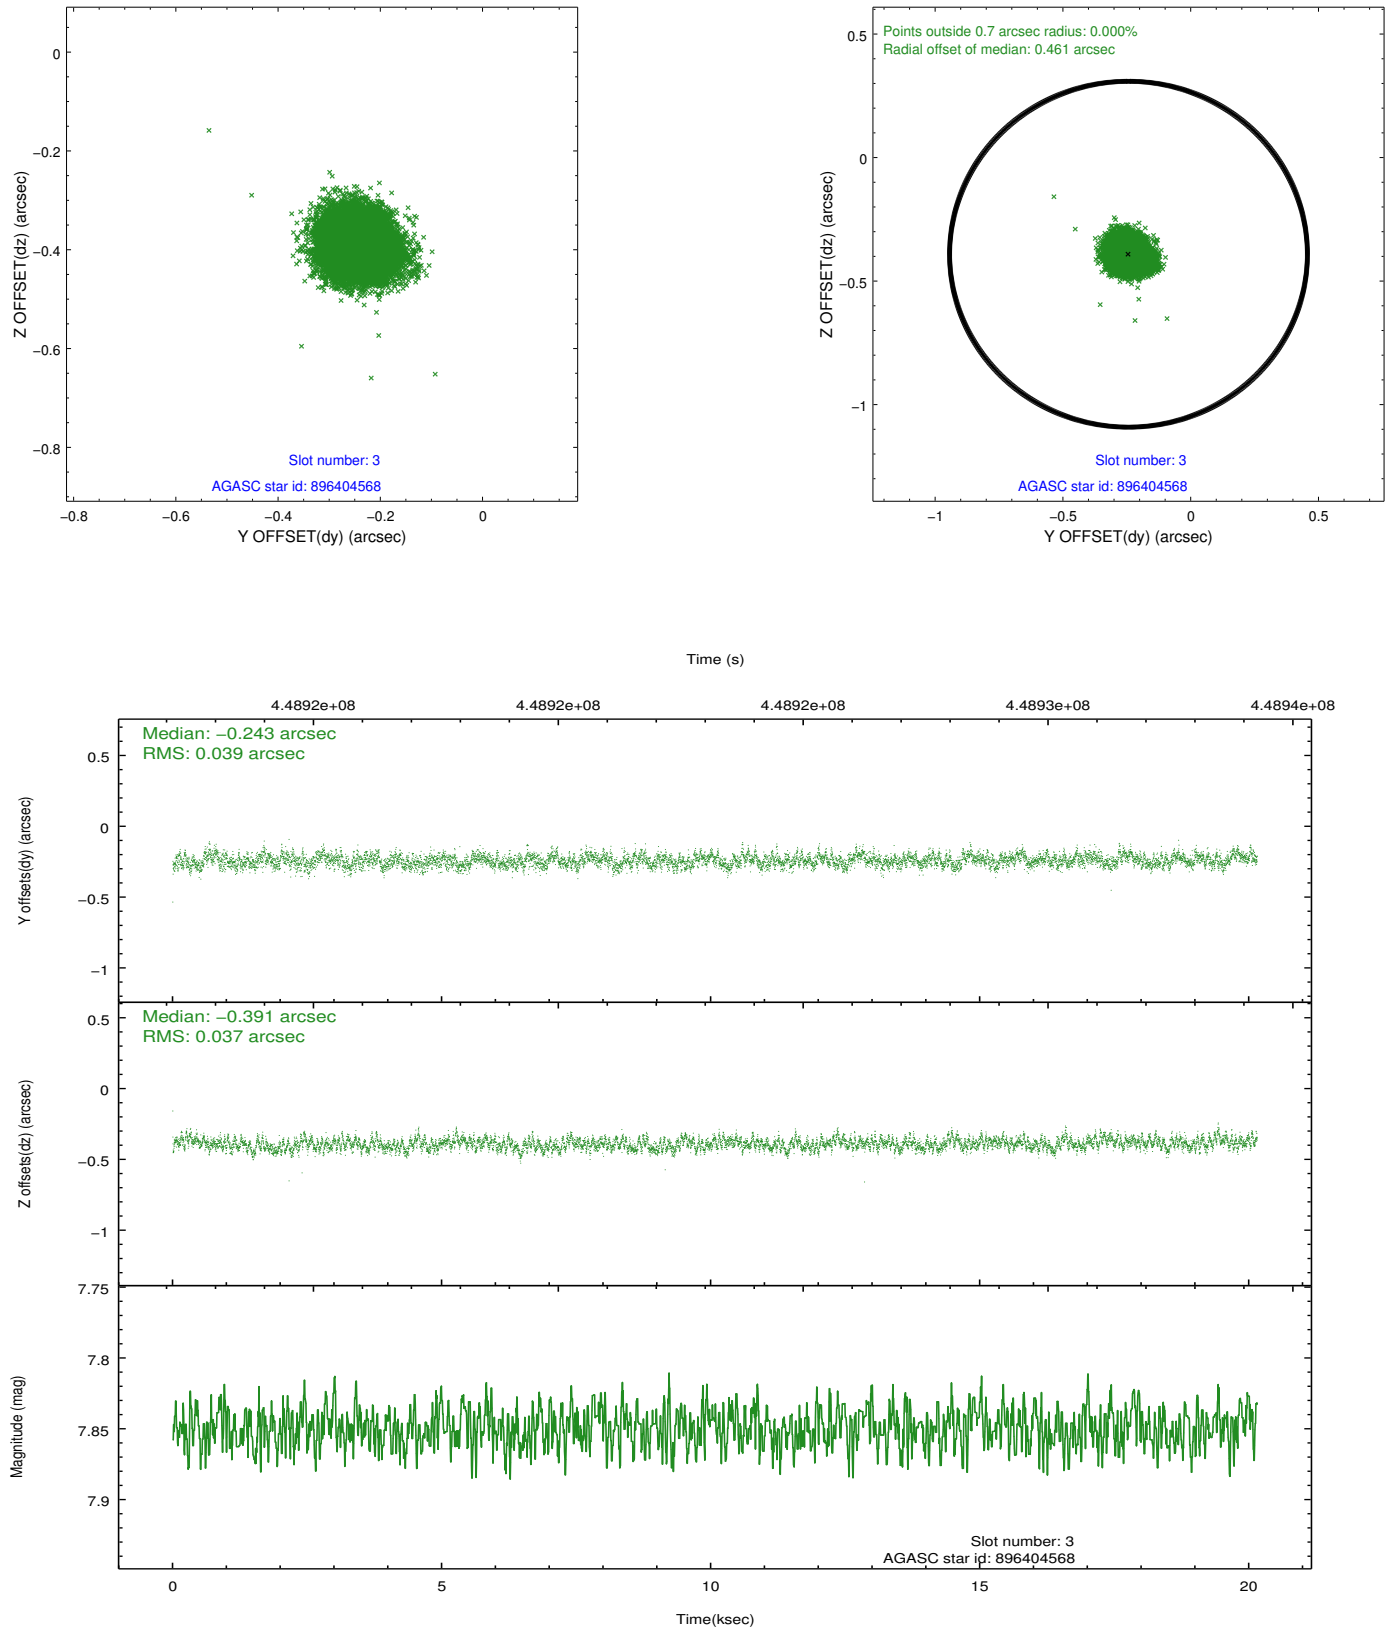 0
−0.2
−0.4
−0.6
−0.8
Z OFFSET(dz) (arcsec)
Slot number: 3
AGASC star id: 896404568
−0.8
−0.6
−0.4
−0.2
0
Y OFFSET(dy) (arcsec)
Points outside 0.7 arcsec radius: 0.000%
Radial offset of median: 0.461 arcsec
0.5
0
−0.5
−1
Z OFFSET(dz) (arcsec)
Slot number: 3
AGASC star id: 896404568
−1
−0.5
0
0.5
Y OFFSET(dy) (arcsec)
Time (s)
4.4892e+08
4.4892e+08
4.4892e+08
4.4893e+08
4.4894e+08
Median: −0.243 arcsec
RMS: 0.039 arcsec
0.5
0
−0.5
−1
Y offsets(dy) (arcsec)
Median: −0.391 arcsec
RMS: 0.037 arcsec
0.5
0
−0.5
−1
Z offsets(dz) (arcsec)
7.75
7.8
7.85
7.9
Magnitude (mag)
Slot number: 3
AGASC star id: 896404568
0
5
10
15
20
Time(ksec)